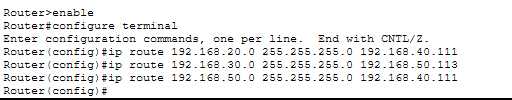 Router>enable
Router#configure terminal
Enter configuration commands, one per line.  End with CNTL/Z.
Router(config)#ip route 192.168.20.0 255.255.255.0 192.168.40.111
Router(config)#ip route 192.168.30.0 255.255.255.0 192.168.50.113
Router(config)#ip route 192.168.50.0 255.255.255.0 192.168.40.111
Router(config)#